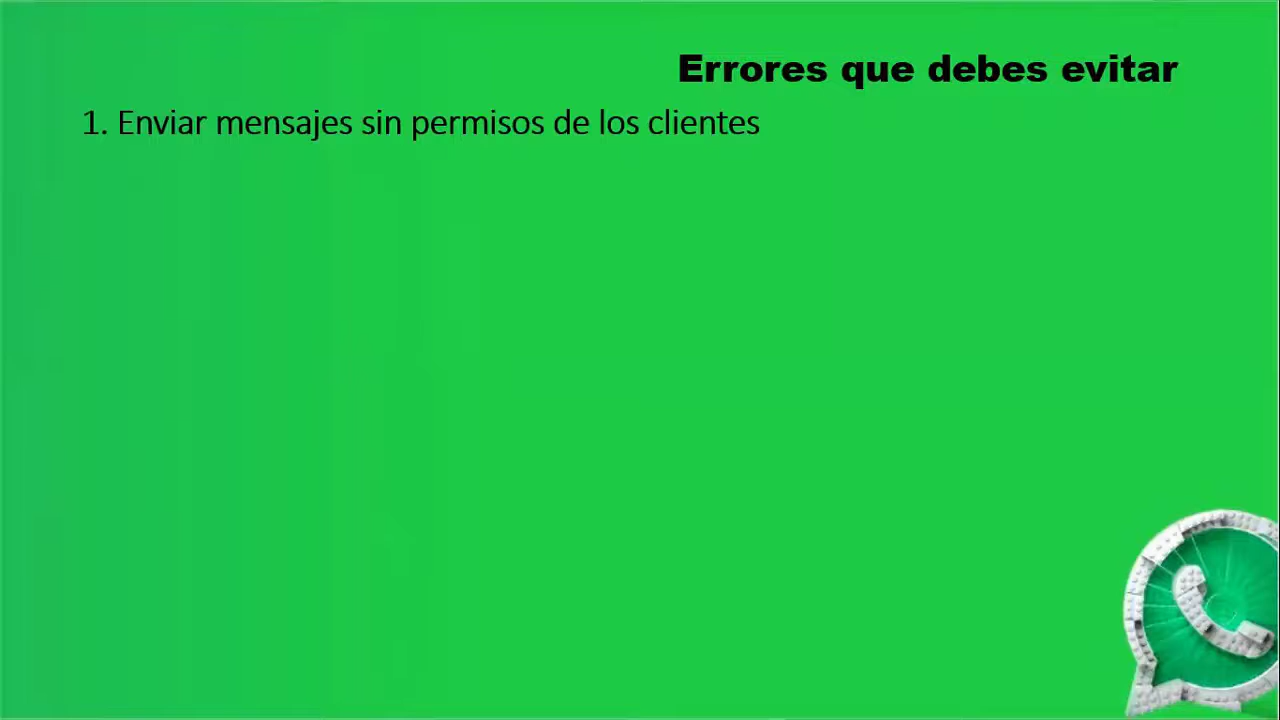 Errores que debes evitar
1. Enviar mensajes sin permisos de los clientes